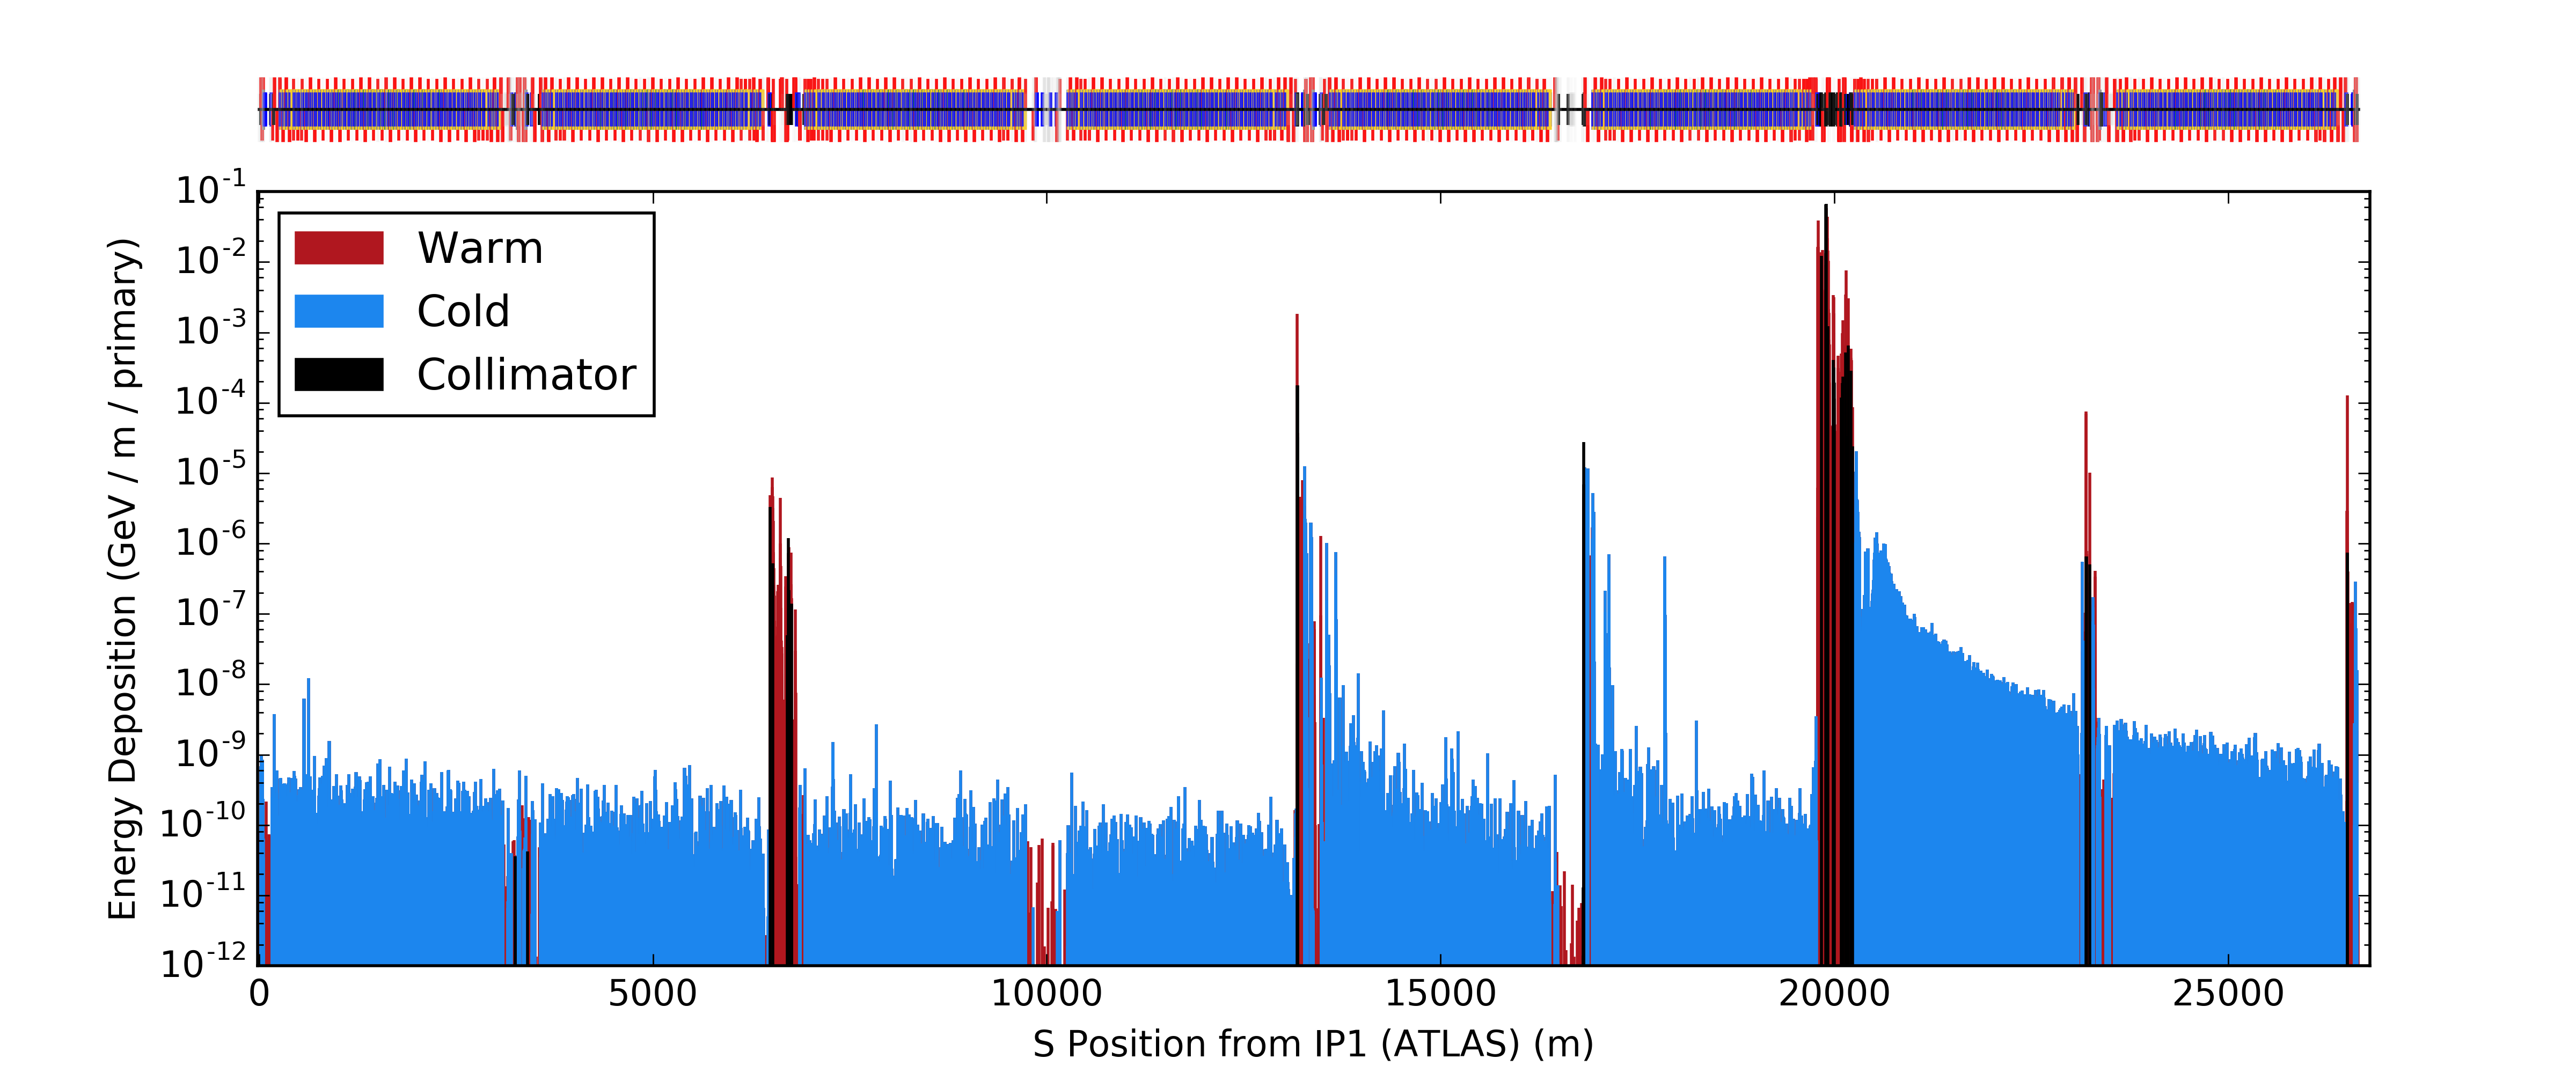 10-1
10-2
10-3
10-4
10-5
10-6
10-7
10-8
10-9
10-10
10-11
10-12
Energy Deposition (GeV / m / primary)
Warm
Cold
Collimator
0 5000 10000 15000 20000 25000
S Position from IP1 (ATLAS) (m)